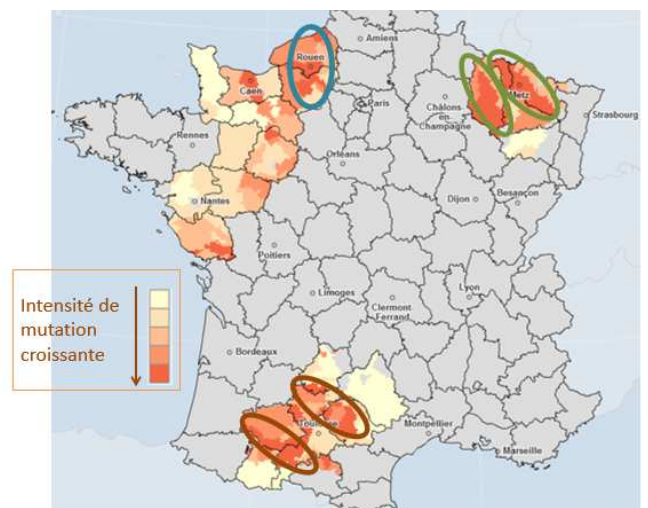 Amiens
Rouen
Caen
Metz
Paris
Châlons
en
Champagne
Strasbourg
Rennes
Orléans
Nantes
Dijon
Besançon
Poitiers
Intensité de
mutation
croissante
Limoges
Lyon
Clermont
Ferrand
Bordeaux
Toulouse
Montpellier
Marseille